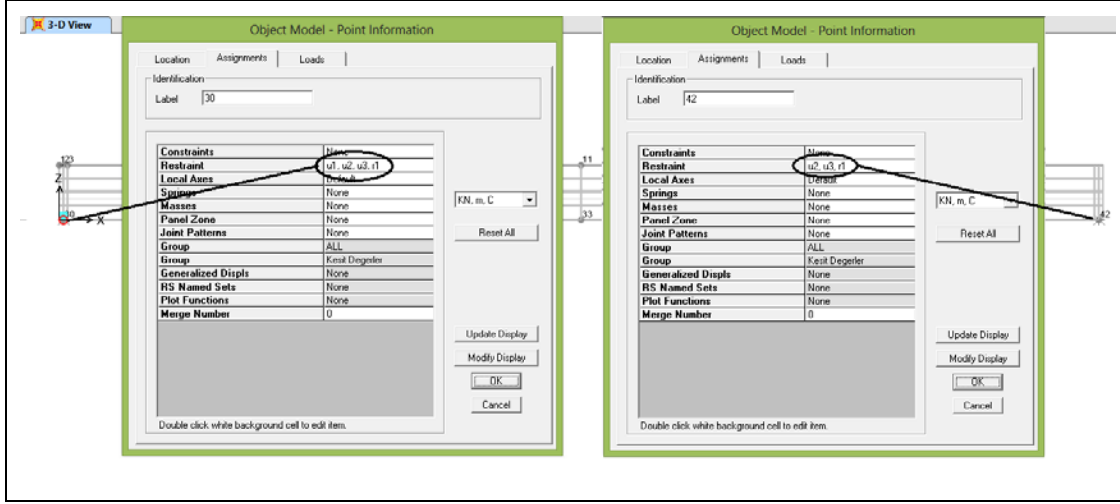 3-D View
Object Model - Point Information
Location Assignments Loads
Identification
Label 30
Constraints None
Restraint u1, u2, u3, r1
Local Axes Default
Springs None
Masses None
Panel Zone None
Joint Patterns None
Group ALL
Group Kesit Degerler
Generalized Displs None
RS Named Sets None
Plot Functions None
Merge Number 0
KN, m, C
Reset All
Update Display
Modify Display
OK
Cancel
Double click white background cell to edit item.
123
Z
X
11
33
Object Model - Point Information
Location Assignments Loads
Identification
Label 42
Constraints None
Restraint u2, u3, r1
Local Axes Default
Springs None
Masses None
Panel Zone None
Joint Patterns None
Group ALL
Group Kesit Degerler
Generalized Displs None
RS Named Sets None
Plot Functions None
Merge Number 0
KN, m, C
Reset All
Update Display
Modify Display
OK
Cancel
Double click white background cell to edit item.
42